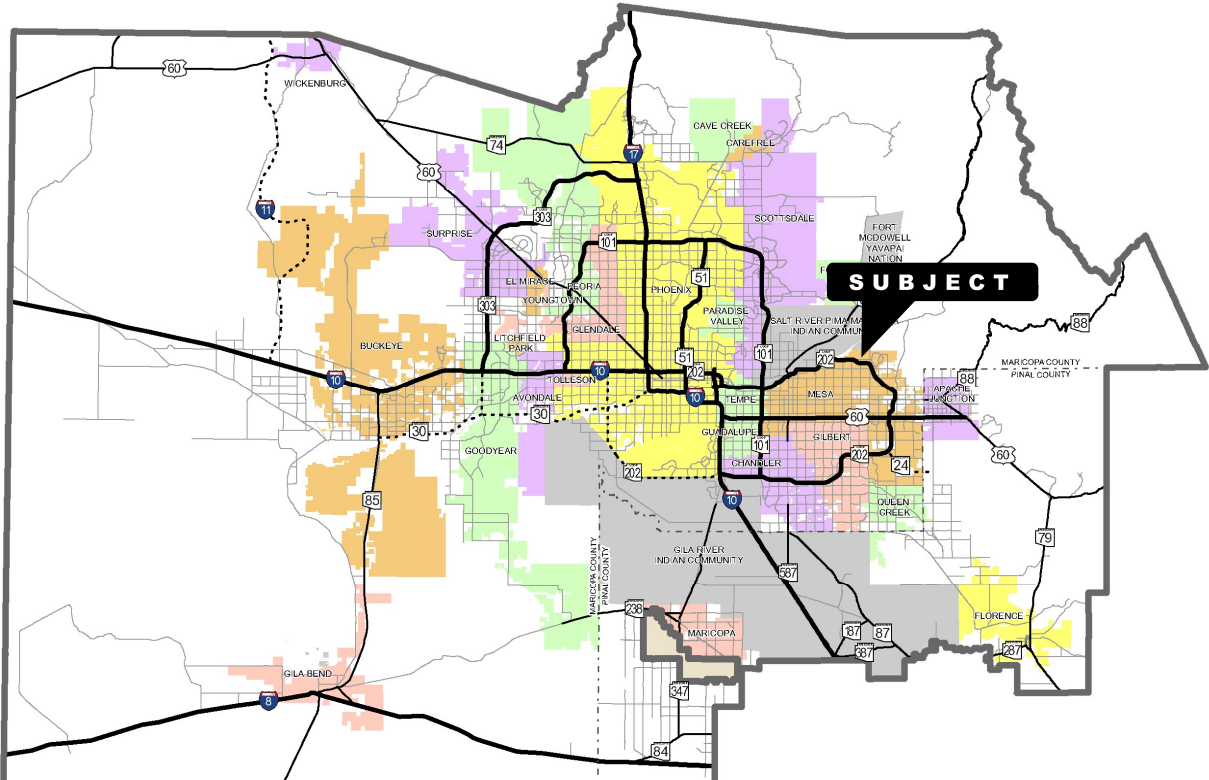 60
WICKENBURG
CAVE CREEK
CAREFREE
74
17
60
11
303
SCOTTSDALE
SURPRISE
101
FORT
MCDOWELL
YAVAPAI
NATION
51
SUBJECT
EL MIRAGE
PEORIA
PHOENIX
YOUNGTOWN
303
PARADISE
VALLEY
SALT RIVER PIMA
INDIAN
88
GLENDALE
LITCHFIELD
PARK
BUCKEYE
51
101
202
MARICOPA COUNTY
PINAL COUNTY
10
10
TOLLESON
202
88
AVONDALE
10
TEMPE
MESA
APACHE
JUNCTION
30
30
60
GUADALUPE
GILBERT
101
GOODYEAR
CHANDLER
202
24
60
202
85
10
QUEEN
CREEK
79
GILA RIVER
INDIAN COMMUNITY
587
MARICOPA COUNTY
PINAL COUNTY
238
FLORENCE
MARICOPA
187
87
387
287
GILA BEND
347
8
84